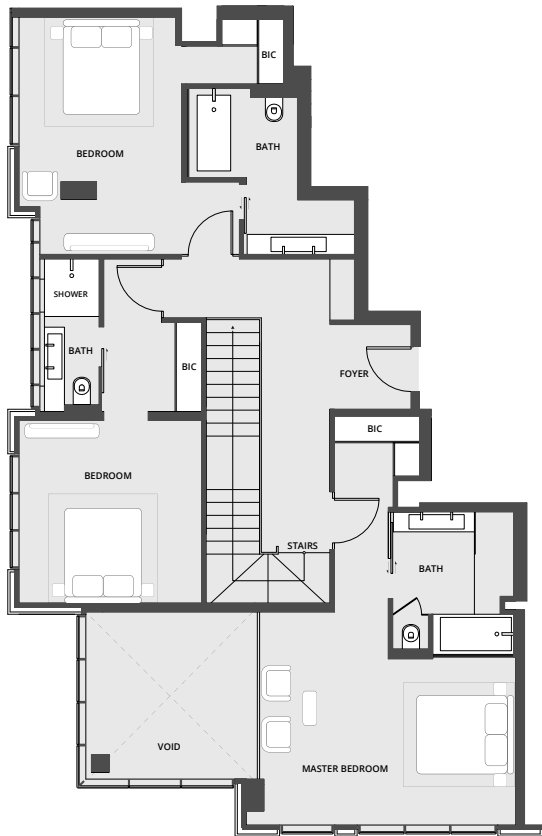 BIC
BEDROOM
BATH
SHOWER
BATH
BIC
FOYER
BIC
BEDROOM
STAIRS
BATH
VOID
MASTER BEDROOM